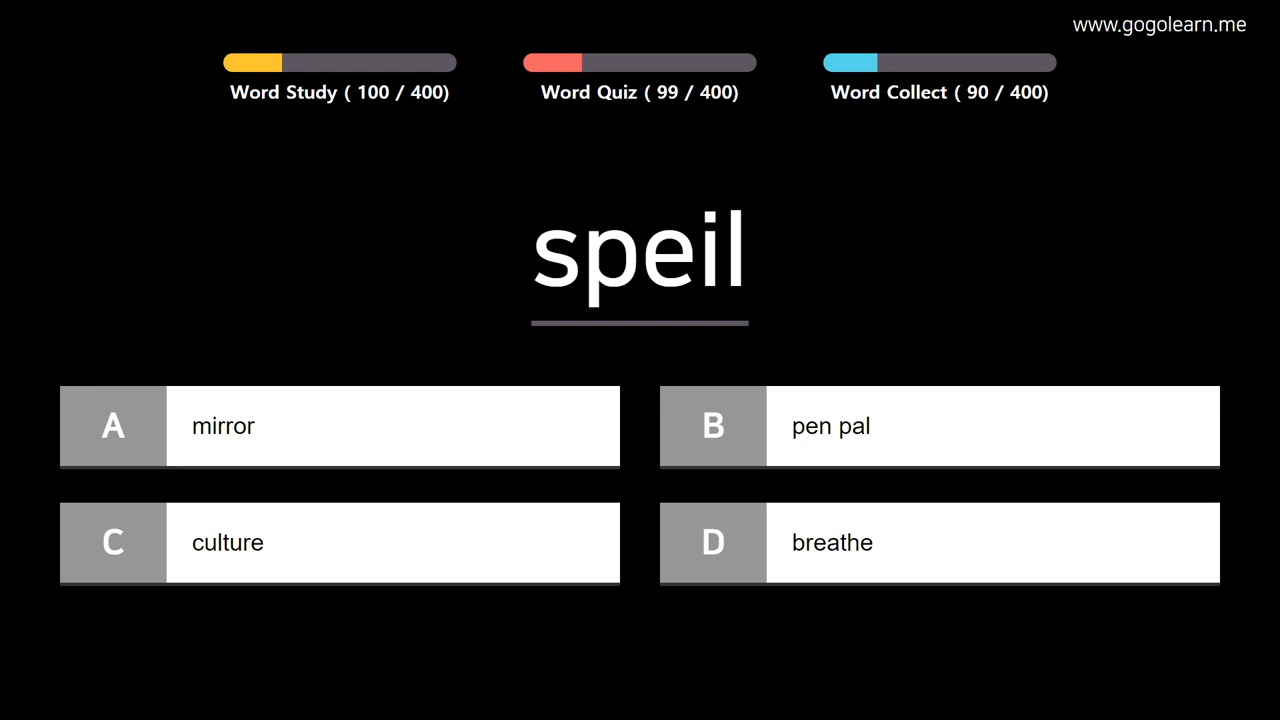 www.gogolearn.me
Word Study ( 100 / 400)
Word Quiz ( 99 / 400)
Word Collect ( 90 / 400)
speil
A mirror
B pen pal
C culture
D breathe